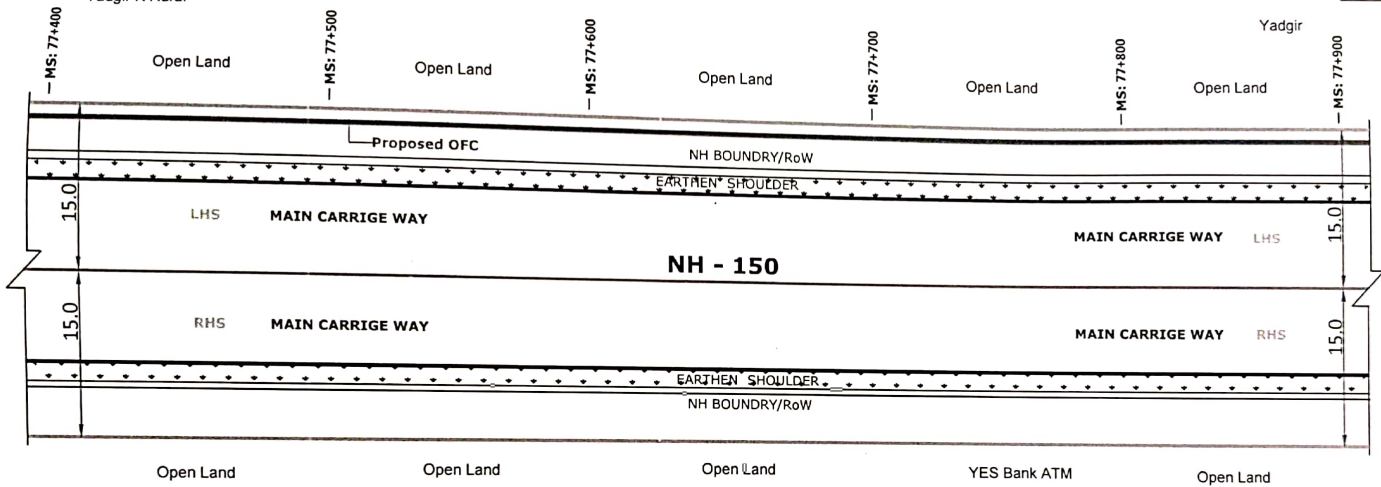 Yadgir
MS: 77+400
MS: 77+500
MS: 77+600
MS: 77+700
MS: 77+800
MS: 77+900
Open Land
Open Land
Open Land
Open Land
Open Land
Proposed OFC
NH BOUNDRY/RoW
EARTHEN SHOULDER
15.0
LHS
MAIN CARRIGE WAY
MAIN CARRIGE WAY
LHS
15.0
NH - 150
15.0
RHS
MAIN CARRIGE WAY
MAIN CARRIGE WAY
RHS
15.0
EARTHEN SHOULDER
NH BOUNDRY/RoW
Open Land
Open Land
Open Land
YES Bank ATM
Open Land